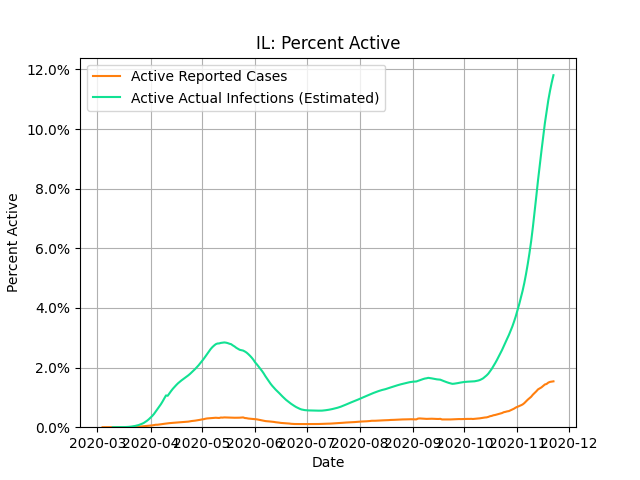 IL: Percent Active
Active Reported Cases
Active Actual Infections (Estimated)
12.0%
10.0%
8.0%
6.0%
4.0%
2.0%
0.0%
Percent Active
2020-03 2020-04 2020-05 2020-06 2020-07 2020-08 2020-09 2020-10 2020-11 2020-12
Date